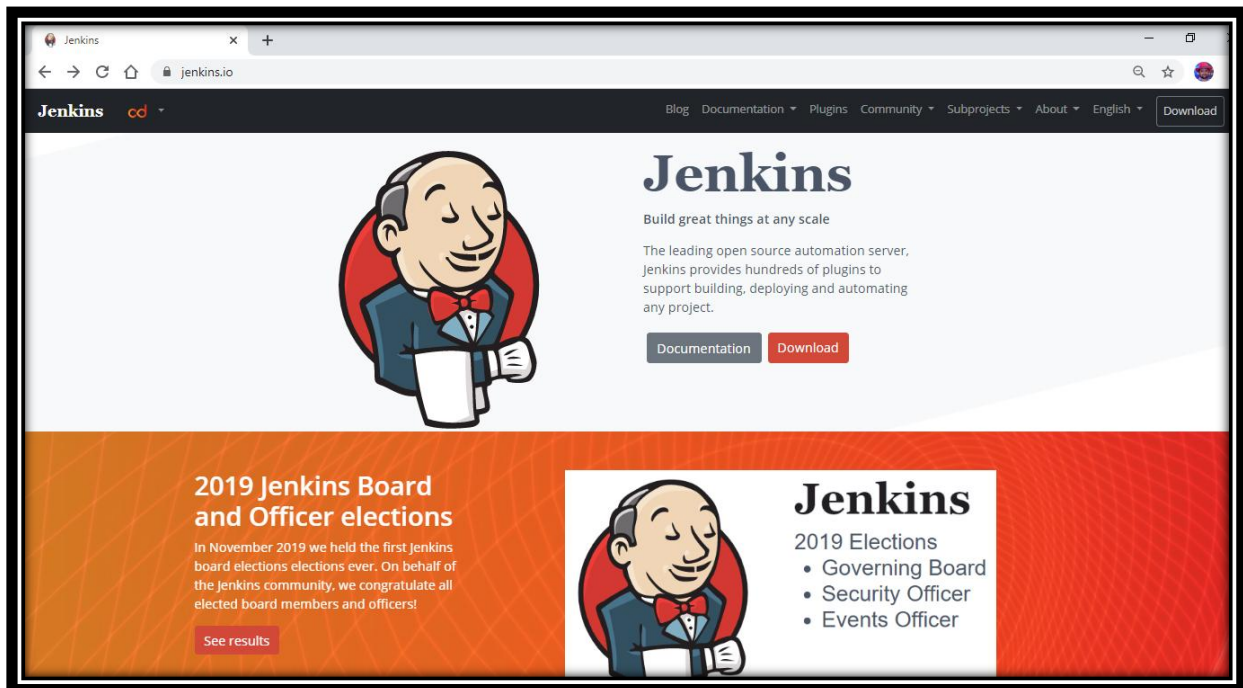 Jenkins
jenkins.io
Jenkins cd Blog Documentation Plugins Community Subprojects About English Download
Jenkins
Build great things at any scale
The leading open source automation server,
Jenkins provides hundreds of plugins to
support building, deploying and automating
any project.
Documentation Download
2019 Jenkins Board
and Officer elections
In November 2019 we held the first Jenkins
board elections elections ever. On behalf of
the Jenkins community, we congratulate all
elected board members and officers!
See results
Jenkins
2019 Elections
• Governing Board
• Security Officer
• Events Officer